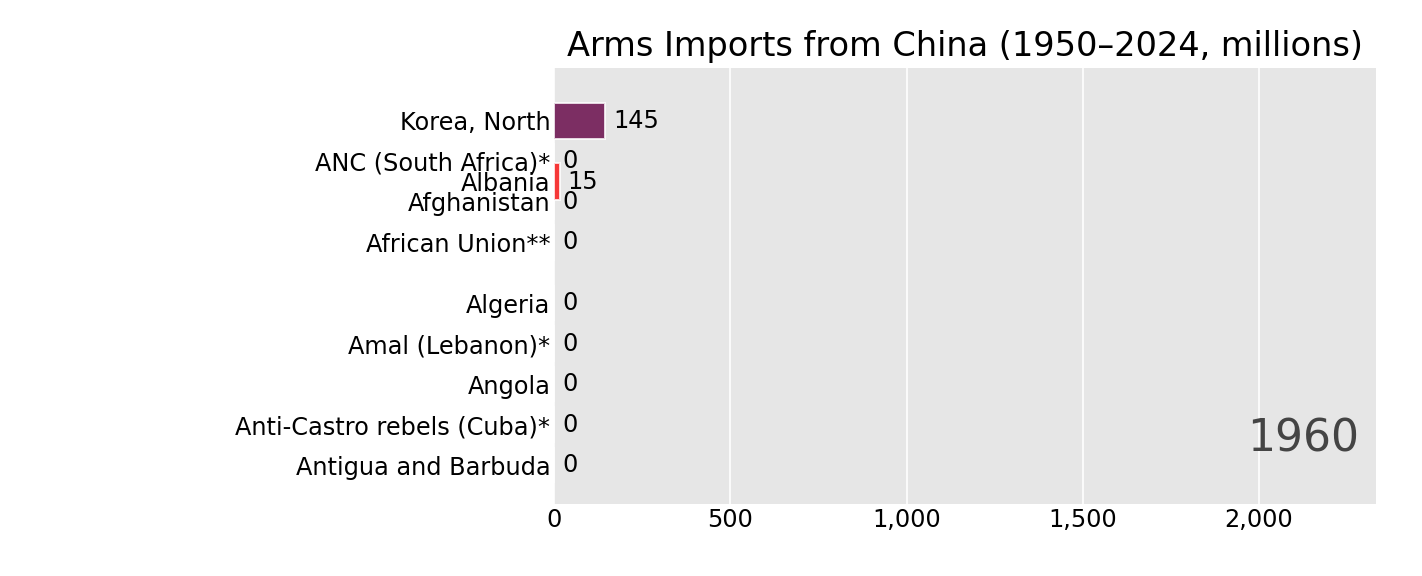 Arms Imports from China (1950–2024, millions)
Korea, North 145
ANC (South Africa)* 0
Albania 15
Afghanistan 0
African Union** 0
Algeria 0
Amal (Lebanon)* 0
Angola 0
Anti-Castro rebels (Cuba)* 0
1960
Antigua and Barbuda 0
0 500 1,000 1,500 2,000